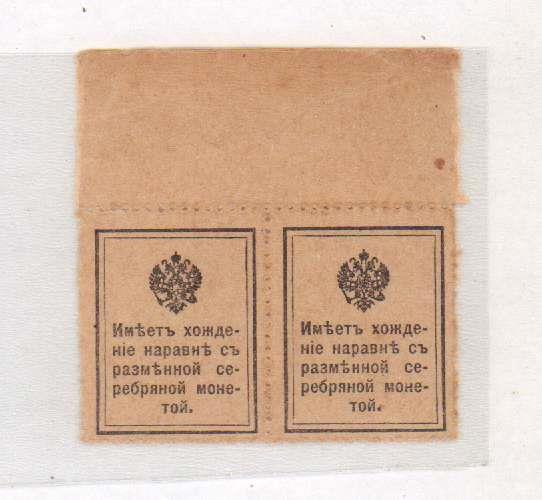 Имѣетъ хожде-
ніе наравнѣ съ
размѣнной се-
ребряной моне-
той.
Имѣетъ хожде-
ніе наравнѣ съ
размѣнной се-
ребряной моне-
той.